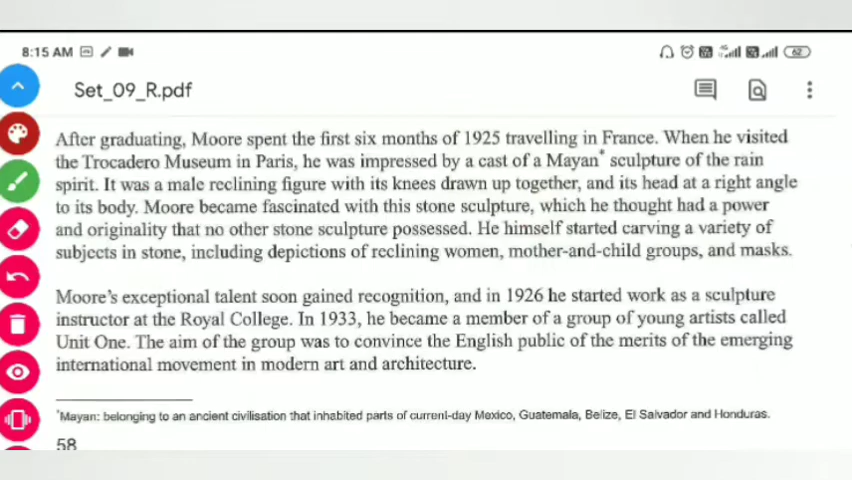 8:15 AM
62
Set_09_R.pdf
After graduating, Moore spent the first six months of 1925 travelling in France. When he visited
the Trocadero Museum in Paris, he was impressed by a cast of a Mayan* sculpture of the rain
spirit. It was a male reclining figure with its knees drawn up together, and its head at a right angle
to its body. Moore became fascinated with this stone sculpture, which he thought had a power
and originality that no other stone sculpture possessed. He himself started carving a variety of
subjects in stone, including depictions of reclining women, mother-and-child groups, and masks.
Moore's exceptional talent soon gained recognition, and in 1926 he started work as a sculpture
instructor at the Royal College. In 1933, he became a member of a group of young artists called
Unit One. The aim of the group was to convince the English public of the merits of the emerging
international movement in modern art and architecture.
*Mayan: belonging to an ancient civilisation that inhabited parts of current-day Mexico, Guatemala, Belize, El Salvador and Honduras.
58